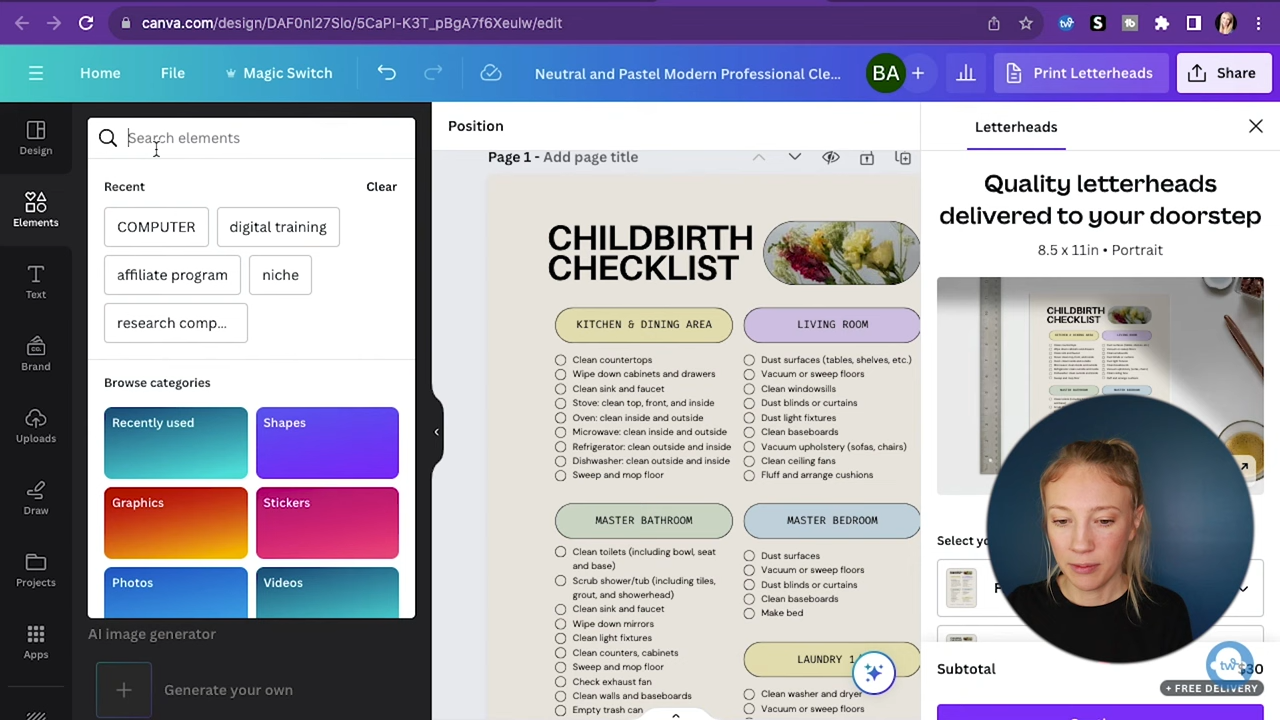 canva.com/design/DAF0nl27Slo/5CaPI-K3T_pBgA7f6Xeulw/edit
Home
File
Magic Switch
Neutral and Pastel Modern Professional Cle...
BA
Print Letterheads
Share
Design
Elements
Text
Brand
Uploads
Draw
Projects
Apps
Search elements
Recent
Clear
COMPUTER
digital training
affiliate program
niche
research comp...
Browse categories
Recently used
Shapes
Graphics
Stickers
Photos
Videos
AI image generator
Generate your own
Position
Page 1 - Add page title
CHILDBIRTH
CHECKLIST
KITCHEN & DINING AREA
Clean countertops
Wipe down cabinets and drawers
Clean sink and faucet
Stove: clean top, front, and inside
Oven: clean inside and outside
Microwave: clean inside and outside
Refrigerator: clean outside and inside
Dishwasher: clean outside and inside
Sweep and mop floor
LIVING ROOM
Dust surfaces (tables, shelves, etc.)
Vacuum or sweep floors
Clean windowsills
Dust blinds or curtains
Dust light fixtures
Clean baseboards
Vacuum upholstery (sofas, chairs)
Clean ceiling fans
Fluff and arrange cushions
MASTER BATHROOM
Clean toilets (including bowl, seat
and base)
Scrub shower/tub (including tiles,
grout, and showerhead)
Clean sink and faucet
Wipe down mirrors
Clean light fixtures
Clean counters, cabinets
Sweep and mop floor
Check exhaust fan
Clean walls and baseboards
Empty trash can
MASTER BEDROOM
Dust surfaces
Vacuum or sweep floors
Dust blinds or curtains
Clean baseboards
Make bed
LAUNDRY
Clean washer and dryer
Vacuum or sweep floors
Letterheads
Quality letterheads
delivered to your doorstep
8.5 x 11in • Portrait
CHILDBIRTH
CHECKLIST
Select
Subtotal
$30
+ FREE DELIVERY
tw